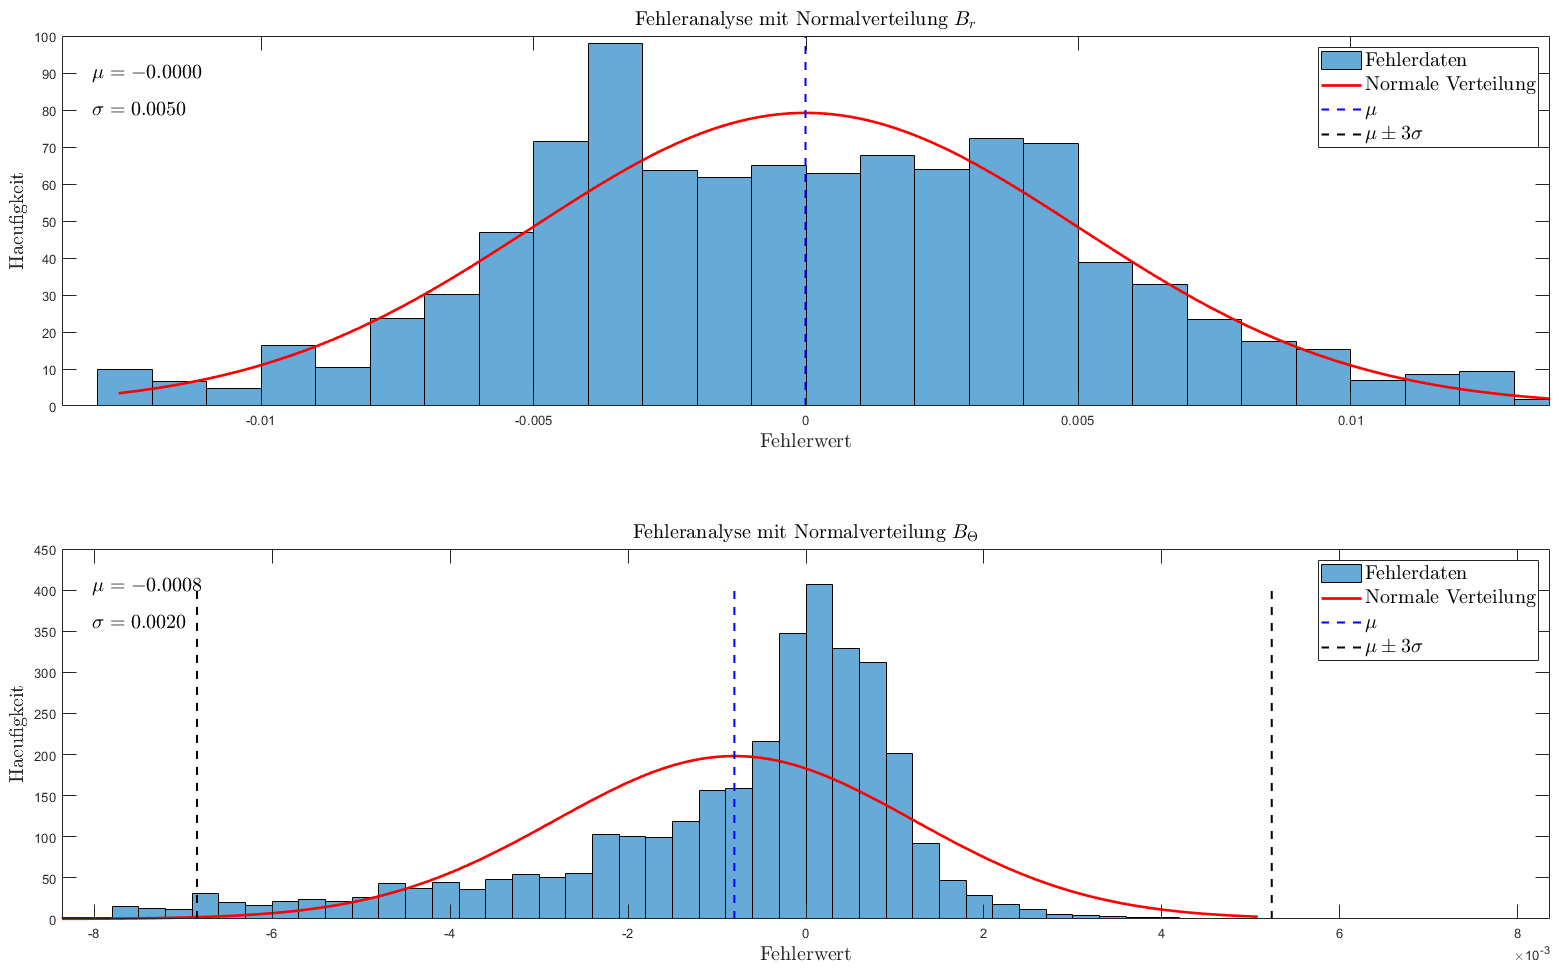 Fehleranalyse mit Normalverteilung $B_r$
100
90
80
70
60
50
40
30
20
10
0
Haeufigkeit
μ = −0.0000
σ = 0.0050
Fehlerdaten
Normale Verteilung
μ
μ ± 3σ
-0.01 -0.005 0 0.005 0.01
Fehlerwert
Fehleranalyse mit Normalverteilung $B_Θ$
450
400
350
300
250
200
150
100
50
0
Haeufigkeit
μ = −0.0008
σ = 0.0020
Fehlerdaten
Normale Verteilung
μ
μ ± 3σ
-8 -6 -4 -2 0 2 4 6 8
Fehlerwert
×10⁻³